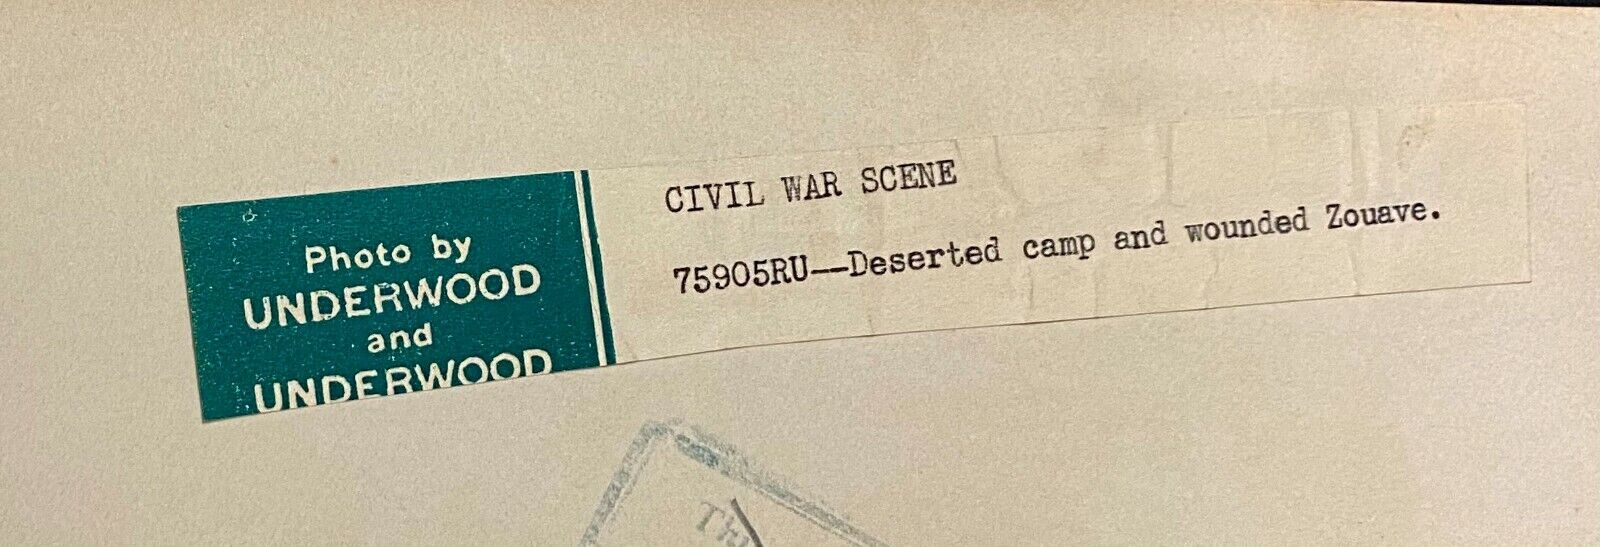 Photo by
UNDERWOOD
and
UNDERWOOD
CIVIL WAR SCENE
75905RU--Deserted camp and wounded Zouave.